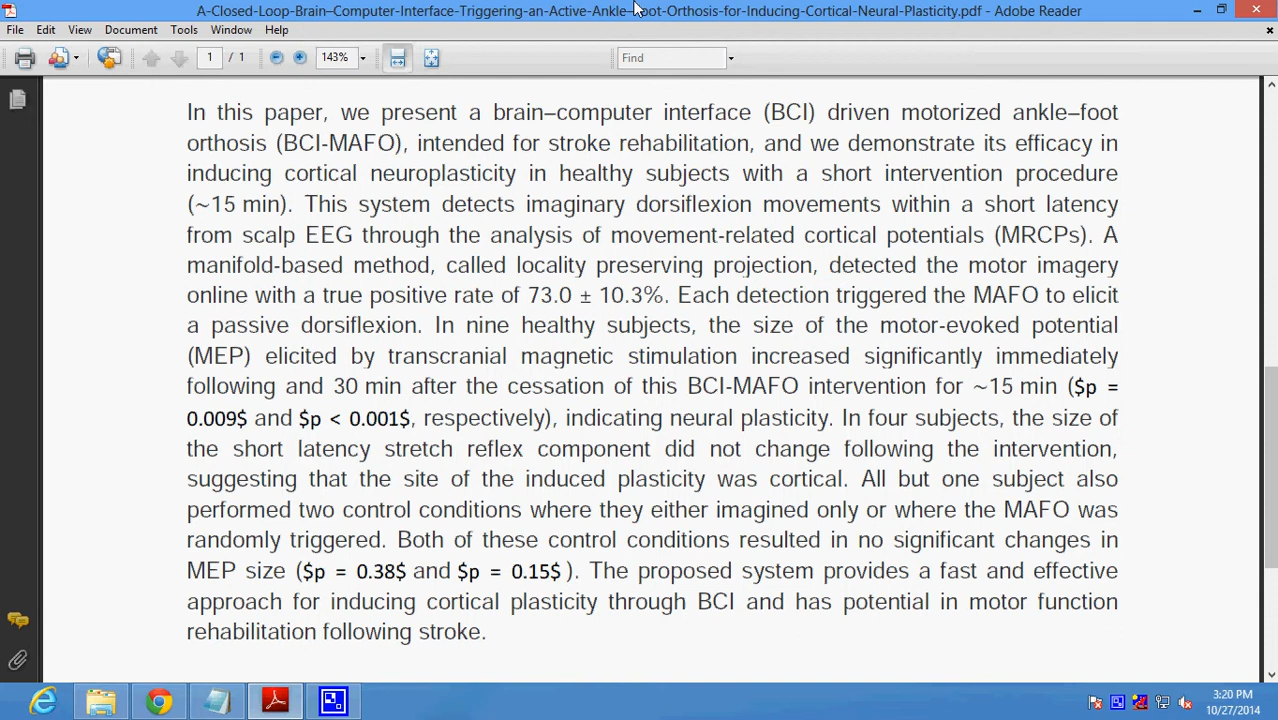 A-Closed-Loop-Brain–Computer-Interface-Triggering-an-Active-Ankle–Foot-Orthosis-for-Inducing-Cortical-Neural-Plasticity.pdf - Adobe Reader
File Edit View Document Tools Window Help
1 / 1 143% Find
In this paper, we present a brain–computer interface (BCI) driven motorized ankle–foot
orthosis (BCI-MAFO), intended for stroke rehabilitation, and we demonstrate its efficacy in
inducing cortical neuroplasticity in healthy subjects with a short intervention procedure
(~15 min). This system detects imaginary dorsiflexion movements within a short latency
from scalp EEG through the analysis of movement-related cortical potentials (MRCPs). A
manifold-based method, called locality preserving projection, detected the motor imagery
online with a true positive rate of 73.0 ± 10.3%. Each detection triggered the MAFO to elicit
a passive dorsiflexion. In nine healthy subjects, the size of the motor-evoked potential
(MEP) elicited by transcranial magnetic stimulation increased significantly immediately
following and 30 min after the cessation of this BCI-MAFO intervention for ~15 min ($p =
0.009$ and $p < 0.001$, respectively), indicating neural plasticity. In four subjects, the size of
the short latency stretch reflex component did not change following the intervention,
suggesting that the site of the induced plasticity was cortical. All but one subject also
performed two control conditions where they either imagined only or where the MAFO was
randomly triggered. Both of these control conditions resulted in no significant changes in
MEP size ($p = 0.38$ and $p = 0.15$ ). The proposed system provides a fast and effective
approach for inducing cortical plasticity through BCI and has potential in motor function
rehabilitation following stroke.
3:20 PM
10/27/2014